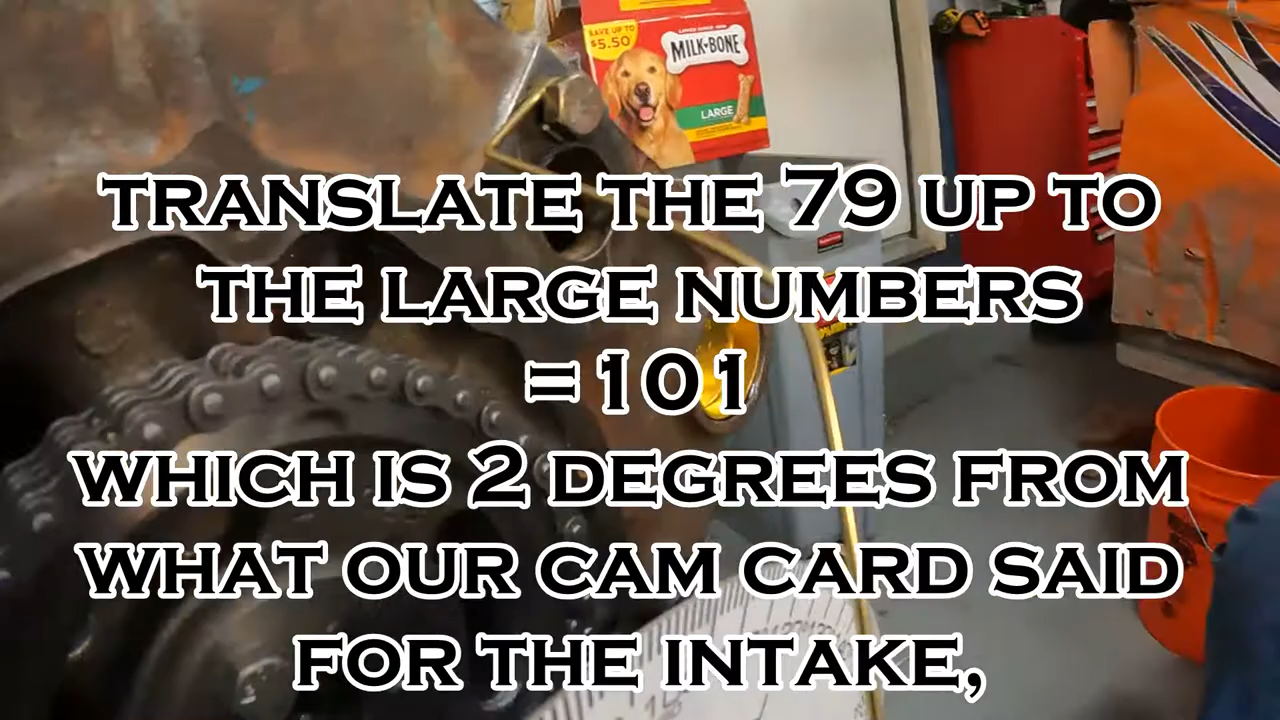 SAVE UP TO
$5.50
MILK-BONE
LARGE
TRANSLATE THE 79 UP TO
THE LARGE NUMBERS
=101
WHICH IS 2 DEGREES FROM
WHAT OUR CAM CARD SAID
FOR THE INTAKE,